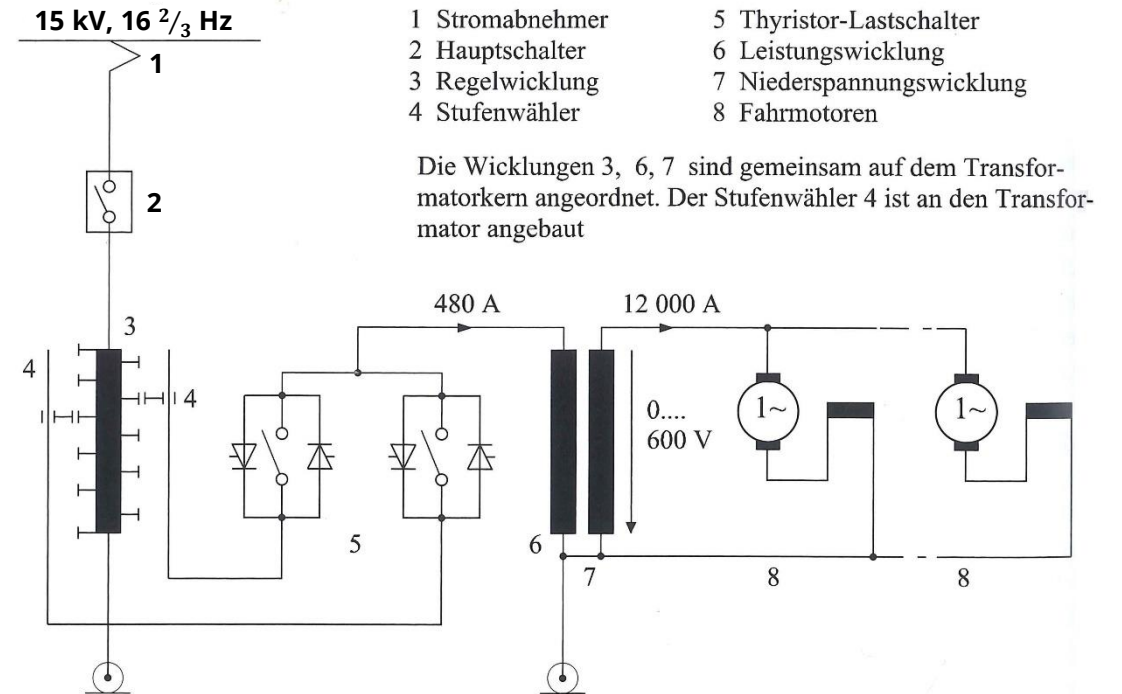 15 kV, 16 ²/₃ Hz
1
1 Stromabnehmer
2 Hauptschalter
3 Regelwicklung
4 Stufenwähler
5 Thyristor-Lastschalter
6 Leistungswicklung
7 Niederspannungswicklung
8 Fahrmotoren
Die Wicklungen 3, 6, 7 sind gemeinsam auf dem Transfor-
matorkern angeordnet. Der Stufenwähler 4 ist an den Transfor-
mator angebaut
2
480 A
12 000 A
3
4
4
0....
600 V
1~
1~
5
6
7
8
8